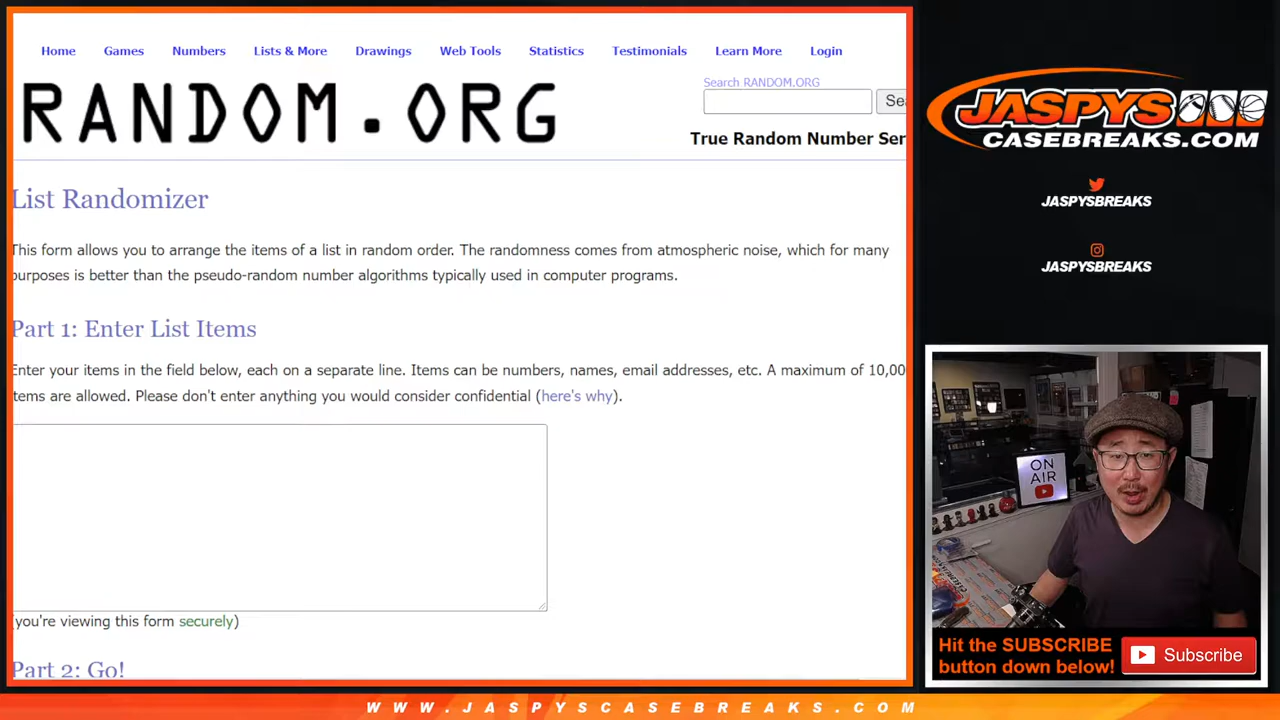 Home Games Numbers Lists & More Drawings Web Tools Statistics Testimonials Learn More Login
RANDOM.ORG
Search RANDOM.ORG
True Random Number Ser
List Randomizer
This form allows you to arrange the items of a list in random order. The randomness comes from atmospheric noise, which for many
purposes is better than the pseudo-random number algorithms typically used in computer programs.
Part 1: Enter List Items
Enter your items in the field below, each on a separate line. Items can be numbers, names, email addresses, etc. A maximum of 10,00
items are allowed. Please don't enter anything you would consider confidential (here's why).
(you're viewing this form securely)
Part 2: Go!
JASPYS
CASEBREAKS.COM
JASPYSBREAKS
JASPYSBREAKS
ON
AIR
Hit the SUBSCRIBE
button down below!
Subscribe
WWW.JASPYSCASEBREAKS.COM